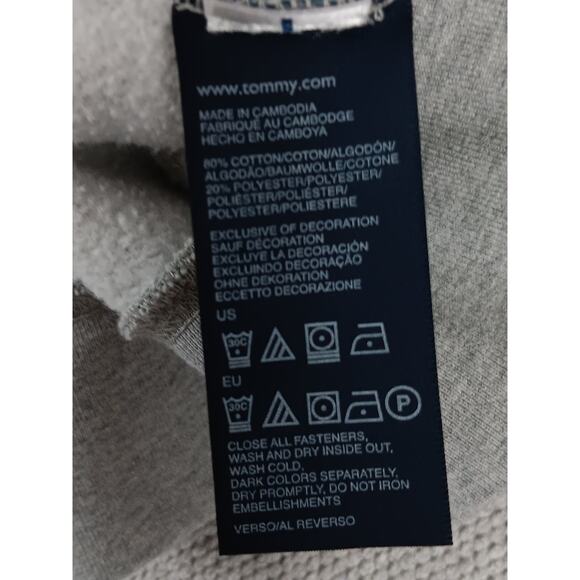 www.tommy.com
MADE IN CAMBODIA
FABRIQUÉ AU CAMBODGE
HECHO EN CAMBOYA
80% COTTON/COTON/ALGODÓN/
ALGODÃO/BAUMWOLLE/COTONE
20% POLYESTER/POLYESTER/
POLIÉSTER/POLIÉSTER/
POLYESTER/POLIESTERE
EXCLUSIVE OF DECORATION
SAUF DÉCORATION
EXCLUYE LA DECORACIÓN
EXCLUINDO DECORAÇÃO
OHNE DEKORATION
ECCETTO DECORAZIONE
US
30C
EU
30C P
CLOSE ALL FASTENERS,
WASH AND DRY INSIDE OUT,
WASH COLD,
DARK COLORS SEPARATELY,
DRY PROMPTLY, DO NOT IRON
EMBELLISHMENTS
VERSO/AL REVERSO